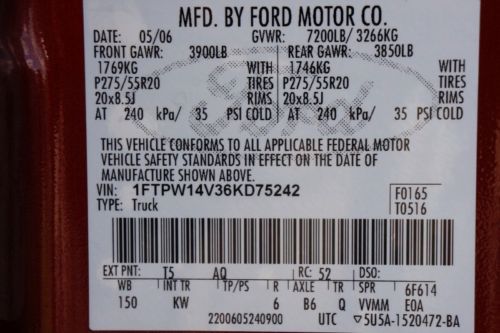 MFD. BY FORD MOTOR CO.
DATE: 05/06 GVWR: 7200LB/ 3266KG
FRONT GAWR: 3900LB REAR GAWR: 3850LB
1769KG WITH 1746KG WITH
P275/55R20 TIRES P275/55R20 TIRES
20x8.5J RIMS 20x8.5J RIMS
AT 240 kPa/ 35 PSI COLD AT 240 kPa/ 35 PSI COLD
Ford
THIS VEHICLE CONFORMS TO ALL APPLICABLE FEDERAL MOTOR
VEHICLE SAFETY STANDARDS IN EFFECT ON THE DATE OF
MANUFACTURE SHOWN ABOVE.
VIN: 1FTPW14V36KD75242 F0165
TYPE: Truck T0516
EXT PNT: T5 AQ RC: 52 DSO:
WB INT TR TP/PS R AXLE TR SPR 6F614
150 KW 6 B6 Q VVMM EOA
2200605240900 UTC 5U5A-1520472-BA